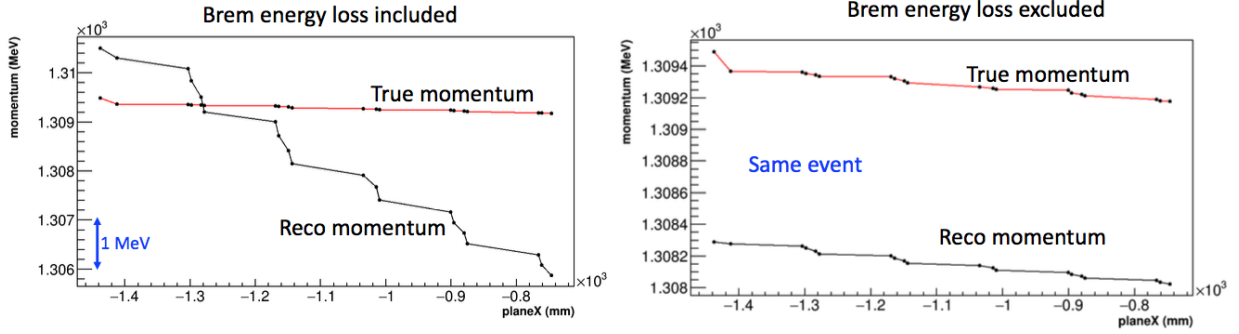 Brem energy loss included
×10³
momentum (MeV)
1.31
1.309
1.308
1.307
1.306
True momentum
Reco momentum
1 MeV
−1.4 −1.3 −1.2 −1.1 −1 −0.9 −0.8
×10³
planeX (mm)
Brem energy loss excluded
×10³
momentum (MeV)
1.3094
1.3092
1.309
1.3088
1.3086
1.3084
1.3082
1.308
True momentum
Same event
Reco momentum
−1.4 −1.3 −1.2 −1.1 −1 −0.9 −0.8
×10³
planeX (mm)